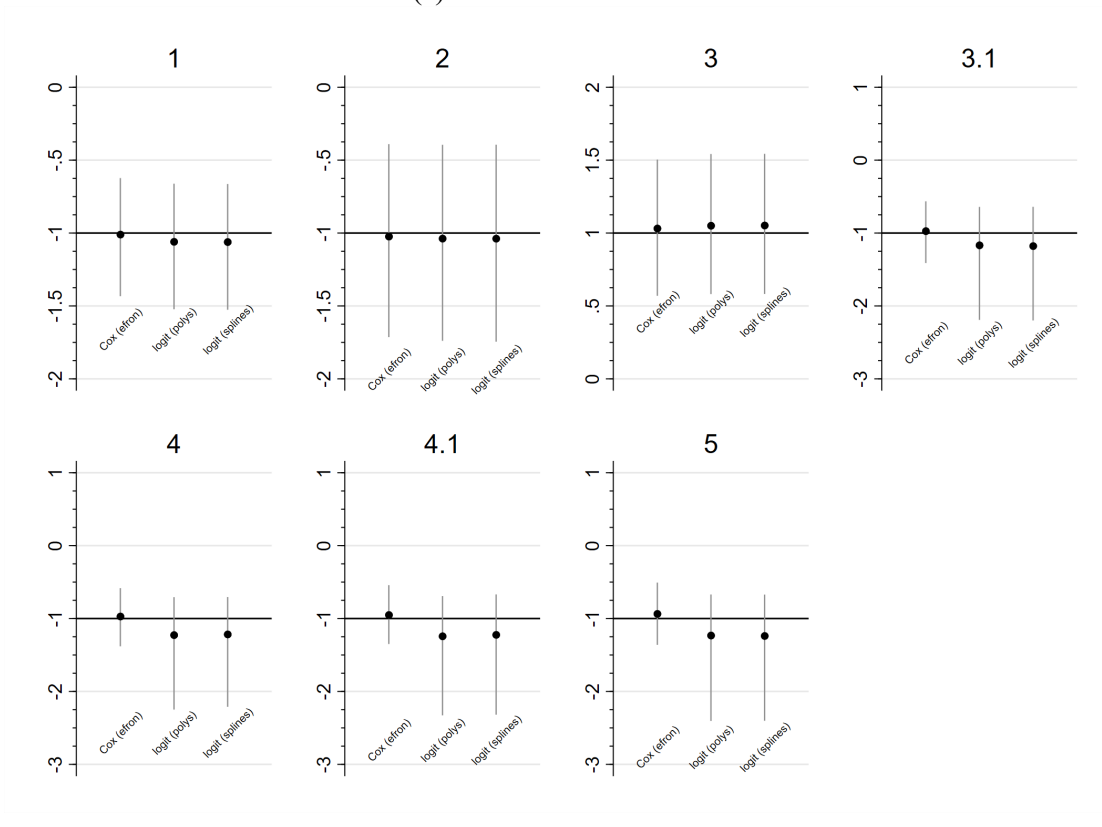 1
2
3
3.1
0
-.5
-1
-1.5
-2
Cox (efron)
logit (polys)
logit (splines)
0
-.5
-1
-1.5
-2
Cox (efron)
logit (polys)
logit (splines)
2
1.5
1
.5
0
Cox (efron)
logit (polys)
logit (splines)
1
0
-1
-2
-3
Cox (efron)
logit (polys)
logit (splines)
4
4.1
5
1
0
-1
-2
-3
Cox (efron)
logit (polys)
logit (splines)
1
0
-1
-2
-3
Cox (efron)
logit (polys)
logit (splines)
1
0
-1
-2
-3
Cox (efron)
logit (polys)
logit (splines)